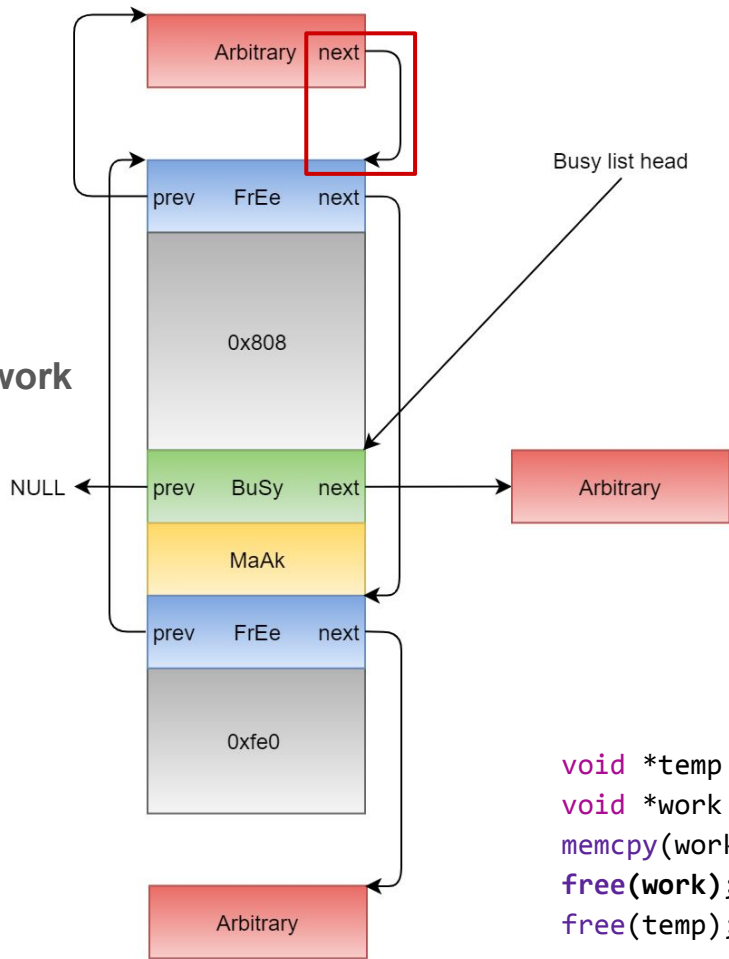 Arbitrary next
Busy list head
prev FrEe next
0x808
work
NULL prev BuSy next Arbitrary
MaAk
prev FrEe next
0xfe0
void *temp
void *work
memcpy(work
free(work);
free(temp);
Arbitrary